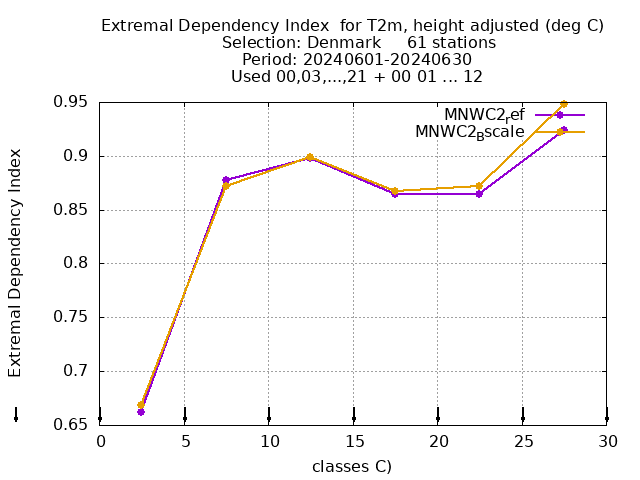 Extremal Dependency Index  for T2m, height adjusted (deg C)
Selection: Denmark     61 stations
Period: 20240601-20240630
Used 00,03,...,21 + 00 01 ... 12
MNWC2ref
MNWC2Bscale
0.95
0.9
0.85
0.8
0.75
0.7
0.65
0 5 10 15 20 25 30
Extremal Dependency Index
classes C)